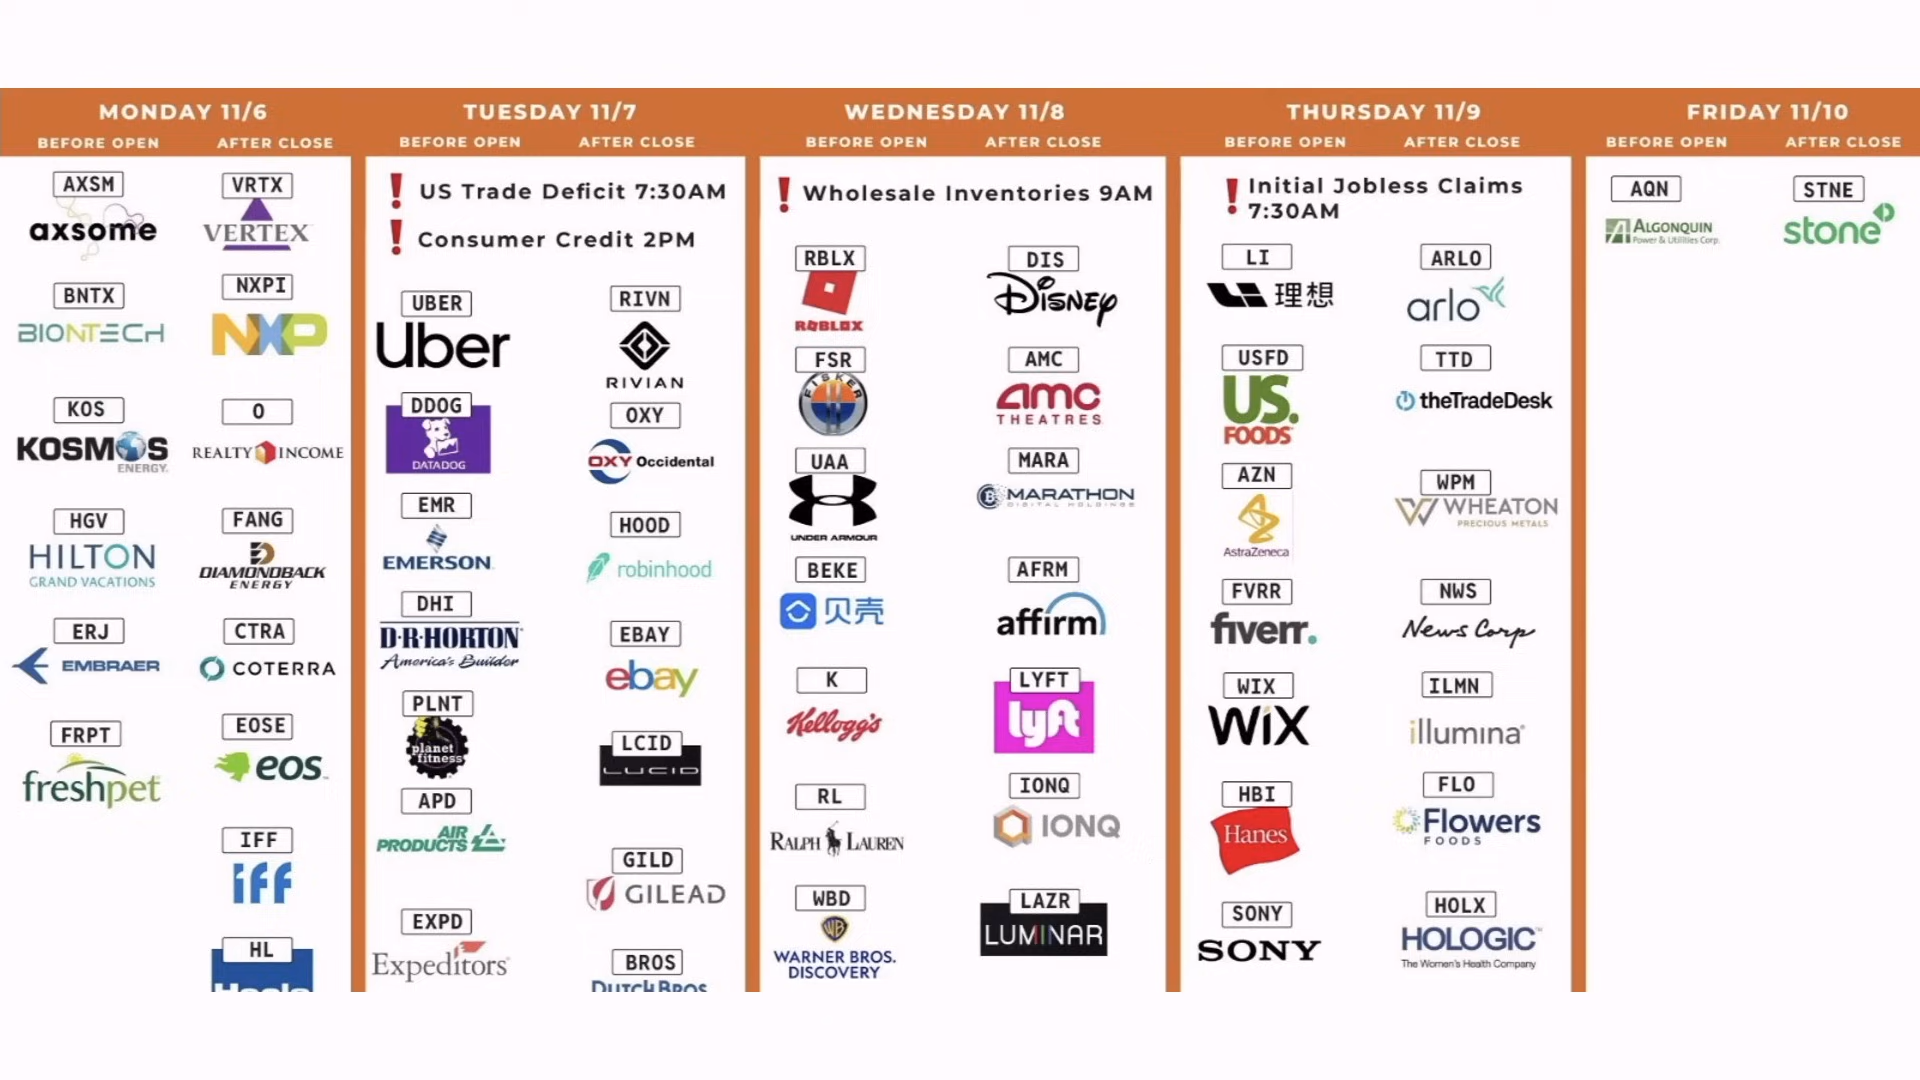 MONDAY 11/6
BEFORE OPEN AFTER CLOSE
AXSM
axsome
BNTX
BIONTECH
KOS
KOSMOS
ENERGY.
HGV
HILTON
GRAND VACATIONS
ERJ
EMBRAER
FRPT
freshpet
VRTX
VERTEX
NXPI
NXP
O
REALTY INCOME
FANG
DIAMONDBACK
ENERGY
CTRA
COTERRA
EOSE
eos
IFF
iff
HL
TUESDAY 11/7
BEFORE OPEN AFTER CLOSE
! US Trade Deficit 7:30AM
! Consumer Credit 2PM
UBER
Uber
DDOG
DATADOG
EMR
EMERSON
DHI
D·R·HORTON
America's Builder
PLNT
planet
fitness
APD
AIR
PRODUCTS
EXPD
Expeditors
RIVN
RIVIAN
OXY
OXY Occidental
HOOD
robinhood
EBAY
ebay
LCID
LUCID
GILD
GILEAD
BROS
DUTCH BROS
WEDNESDAY 11/8
BEFORE OPEN AFTER CLOSE
! Wholesale Inventories 9AM
RBLX
ROBLOX
FSR
FISKER
UAA
UNDER ARMOUR
BEKE
贝壳
K
Kellogg's
RL
RALPH LAUREN
WBD
WB
WARNER BROS.
DISCOVERY
DIS
DISNEY
AMC
amc
THEATRES
MARA
MARATHON
DIGITAL HOLDINGS
AFRM
affirm
LYFT
lyft
IONQ
IONQ
LAZR
LUMINAR
THURSDAY 11/9
BEFORE OPEN AFTER CLOSE
! Initial Jobless Claims
7:30AM
LI
理想
USFD
US.
FOODS
AZN
AstraZeneca
FVRR
fiverr.
WIX
WiX
HBI
Hanes
SONY
SONY
ARLO
arlo
TTD
theTradeDesk
WPM
WHEATON
PRECIOUS METALS
NWS
News Corp
ILMN
illumina®
FLO
Flowers
FOODS
HOLX
HOLOGIC™
The Women's Health Company
FRIDAY 11/10
BEFORE OPEN AFTER CLOSE
AQN
ALGONQUIN
Power & Utilities Corp.
STNE
stone